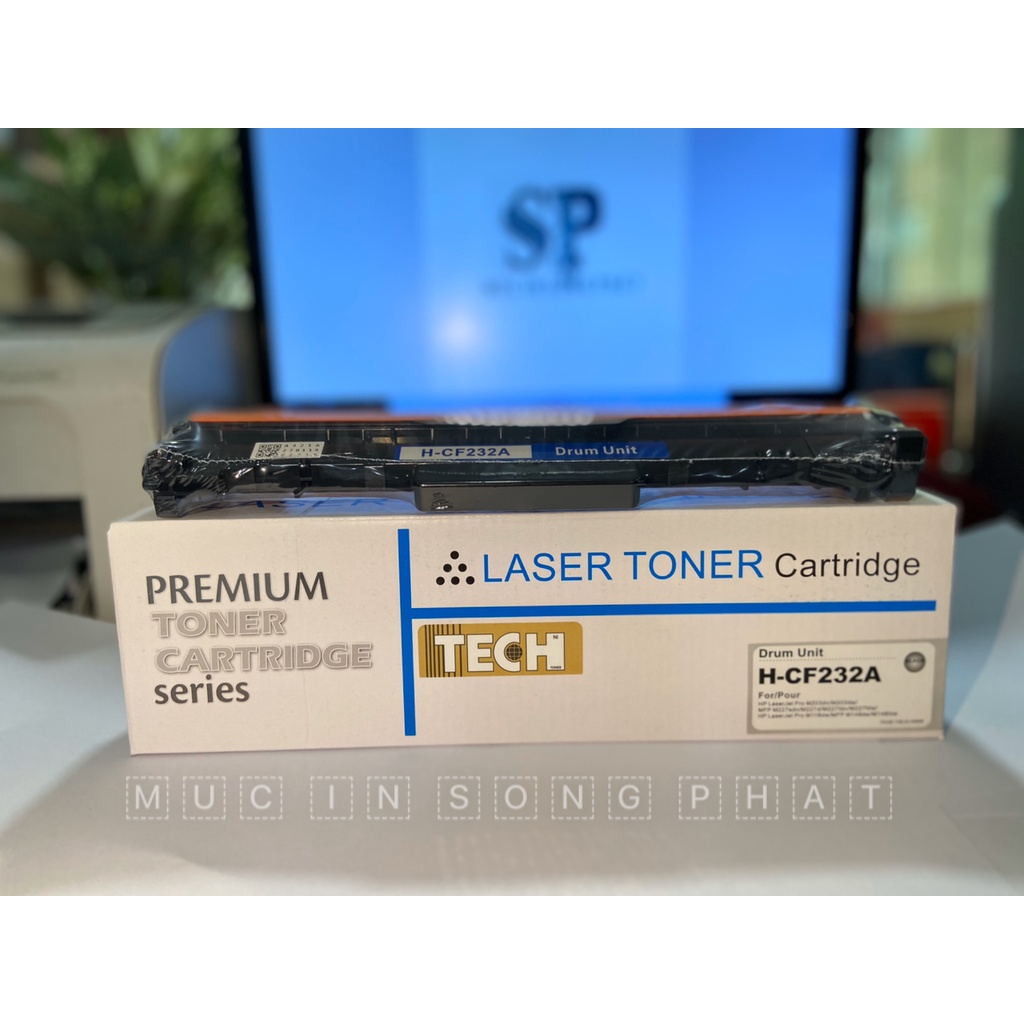 SP
H-CF232A Drum Unit
PREMIUM
TONER
CARTRIDGE
series
LASER TONER Cartridge
TECH
Drum Unit
H-CF232A
For/Pour
MUC IN SONG PHAT